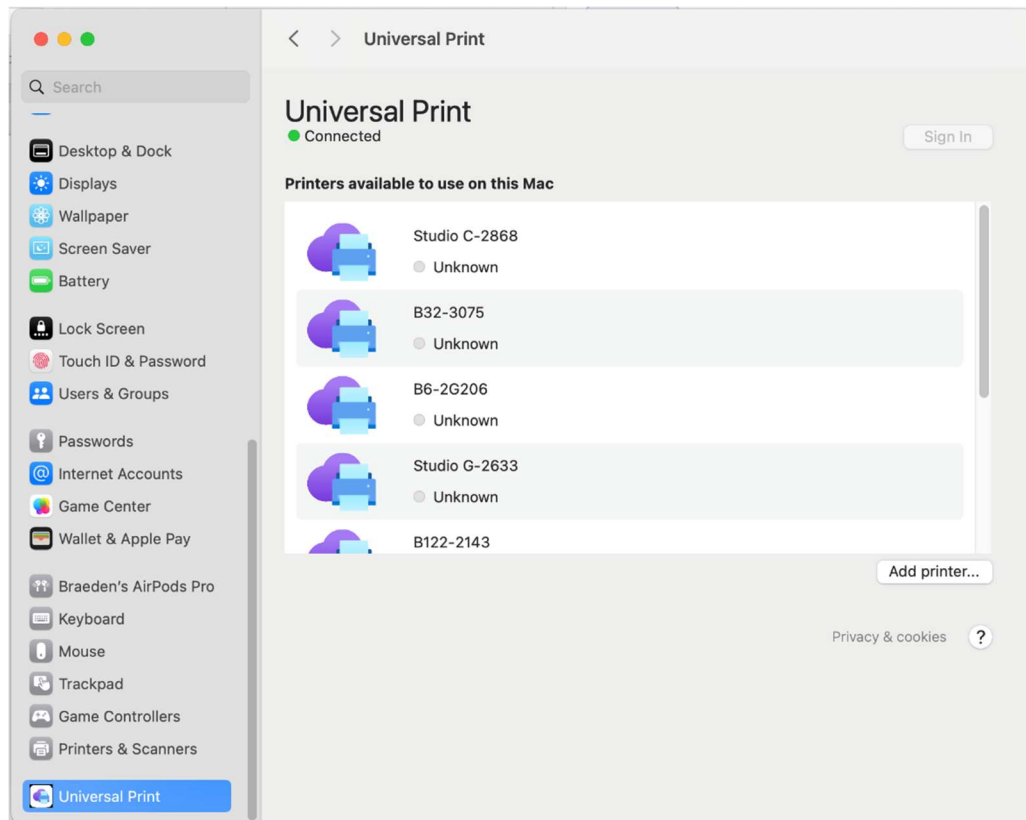 Universal Print
Search
Universal Print
Connected
Sign In
Desktop & Dock
Displays
Wallpaper
Screen Saver
Battery
Lock Screen
Touch ID & Password
Users & Groups
Passwords
Internet Accounts
Game Center
Wallet & Apple Pay
Braeden's AirPods Pro
Keyboard
Mouse
Trackpad
Game Controllers
Printers & Scanners
Universal Print
Printers available to use on this Mac
Studio C-2868
Unknown
B32-3075
Unknown
B6-2G206
Unknown
Studio G-2633
Unknown
B122-2143
Add printer...
Privacy & cookies
?